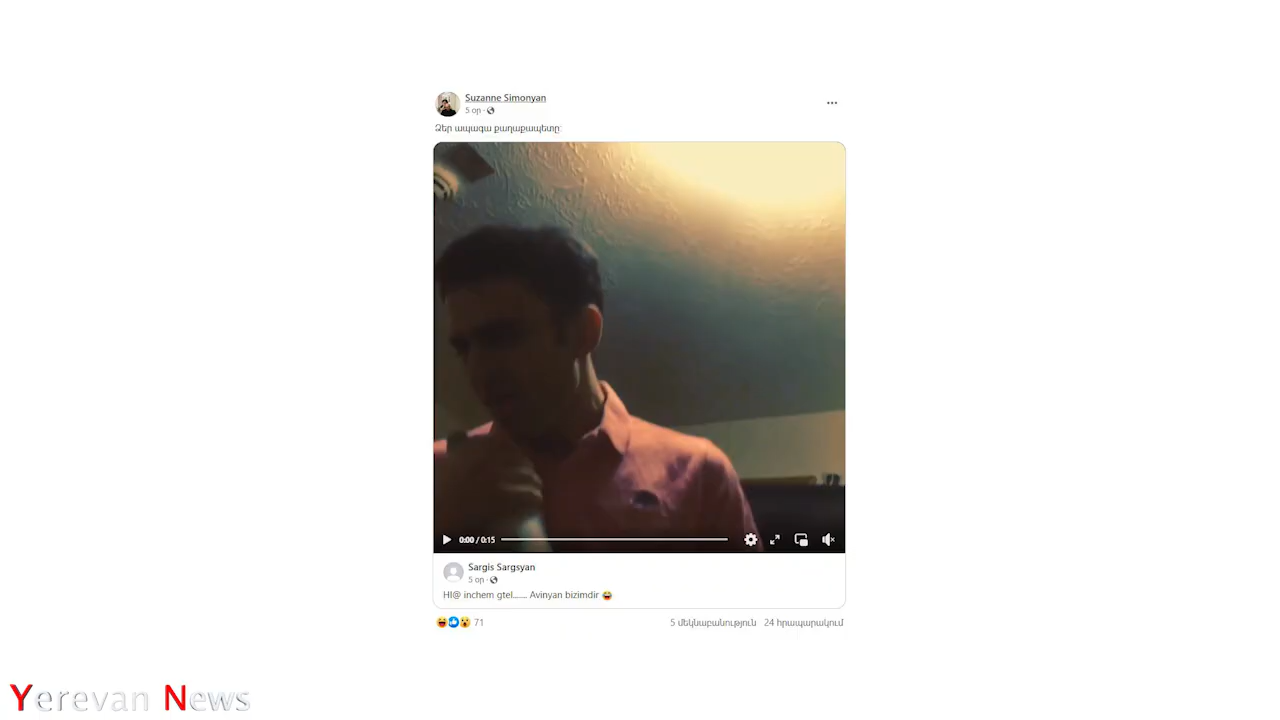 Suzanne Simonyan
5 օր
Ձեր ապագա քաղաքապետը:
0:00 / 0:15
Sargis Sargsyan
5 օր
HI@ inchem gtel....... Avinyan bizimdir
71
5 մեկնաբանություն 24 հրապարակում
Yerevan News